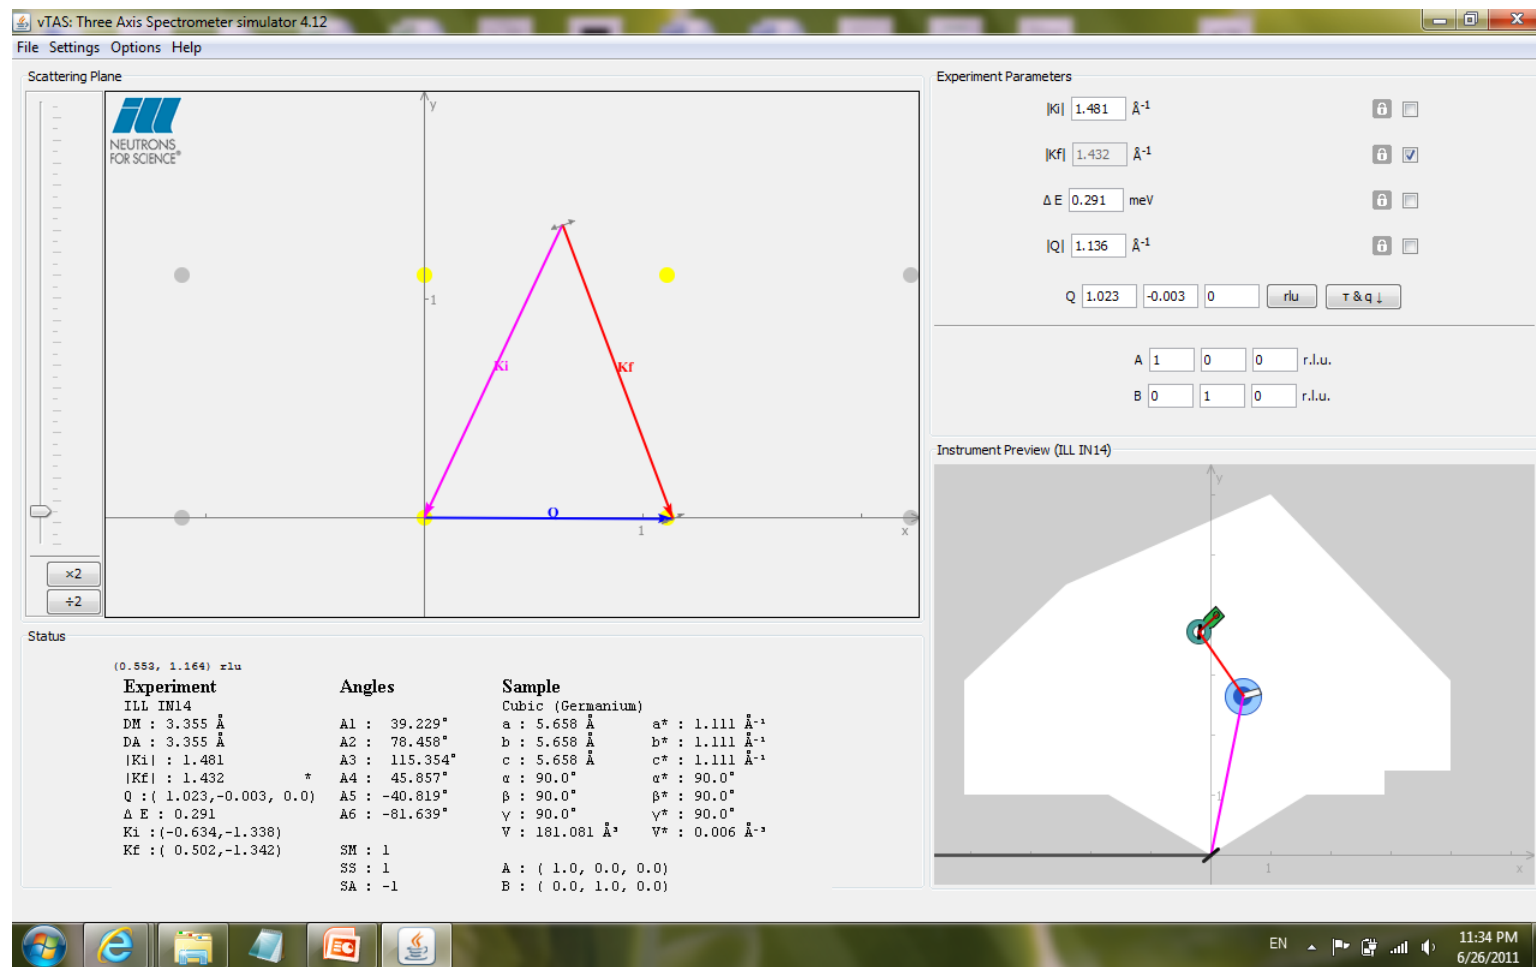 vTAS: Three Axis Spectrometer simulator 4.12
File Settings Options Help
Scattering Plane
ill
NEUTRONS
FOR SCIENCE®
y
1
Ki
Kf
Q
1
x
×2
÷2
Experiment Parameters
|Ki| 1.481 Å-1
|Kf| 1.432 Å-1
Δ E 0.291 meV
|Q| 1.136 Å-1
Q 1.023 -0.003 0 rlu τ & q ↓
A 1 0 0 r.l.u.
B 0 1 0 r.l.u.
Instrument Preview (ILL IN14)
y
1
1
x
Status
(0.553, 1.164) rlu
Experiment Angles Sample
ILL IN14 Cubic (Germanium)
DM : 3.355 Å A1 : 39.229° a : 5.658 Å a* : 1.111 Å-1
DA : 3.355 Å A2 : 78.458° b : 5.658 Å b* : 1.111 Å-1
|Ki| : 1.481 A3 : 115.354° c : 5.658 Å c* : 1.111 Å-1
|Kf| : 1.432 * A4 : 45.857° α : 90.0° α* : 90.0°
Q :( 1.023,-0.003, 0.0) A5 : -40.819° β : 90.0° β* : 90.0°
Δ E : 0.291 A6 : -81.639° γ : 90.0° γ* : 90.0°
Ki :(-0.634,-1.338) V : 181.081 Å³ V* : 0.006 Å-³
Kf :( 0.502,-1.342) SM : 1
SS : 1 A : ( 1.0, 0.0, 0.0)
SA : -1 B : ( 0.0, 1.0, 0.0)
EN
11:34 PM
6/26/2011